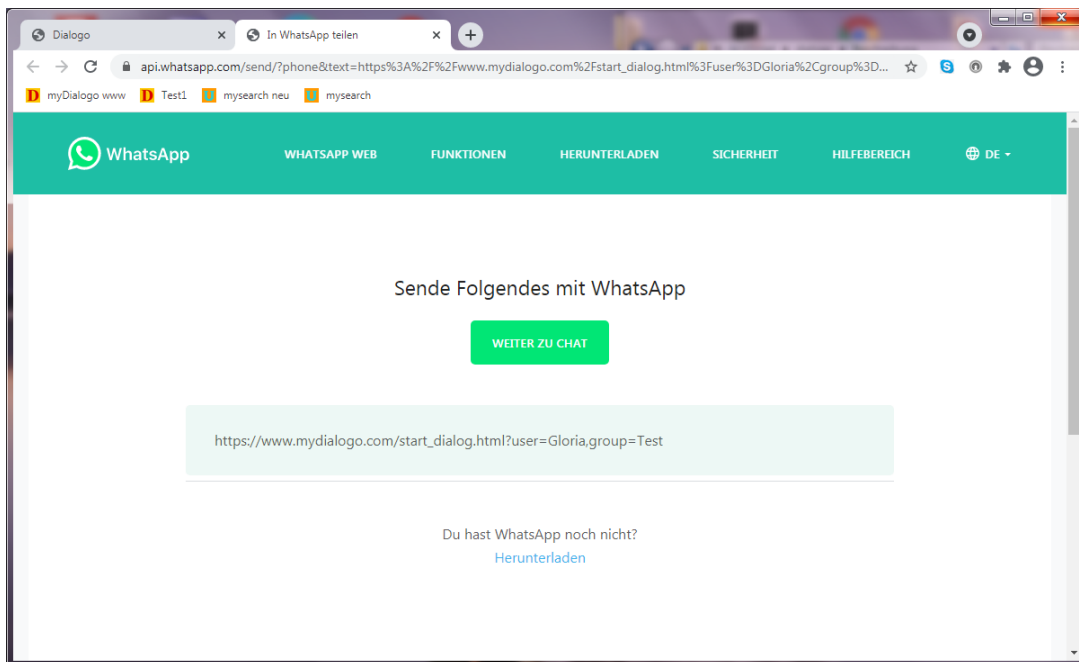 Dialogo
In WhatsApp teilen
api.whatsapp.com/send/?phone&text=https%3A%2F%2Fwww.mydialogo.com%2Fstart_dialog.html%3Fuser%3DGloria%2Cgroup%3D...
D myDialogo www D Test1 U mysearch neu U mysearch
WhatsApp WHATSAPP WEB FUNKTIONEN HERUNTERLADEN SICHERHEIT HILFEBEREICH DE
Sende Folgendes mit WhatsApp
WEITER ZU CHAT
https://www.mydialogo.com/start_dialog.html?user=Gloria,group=Test
Du hast WhatsApp noch nicht?
Herunterladen